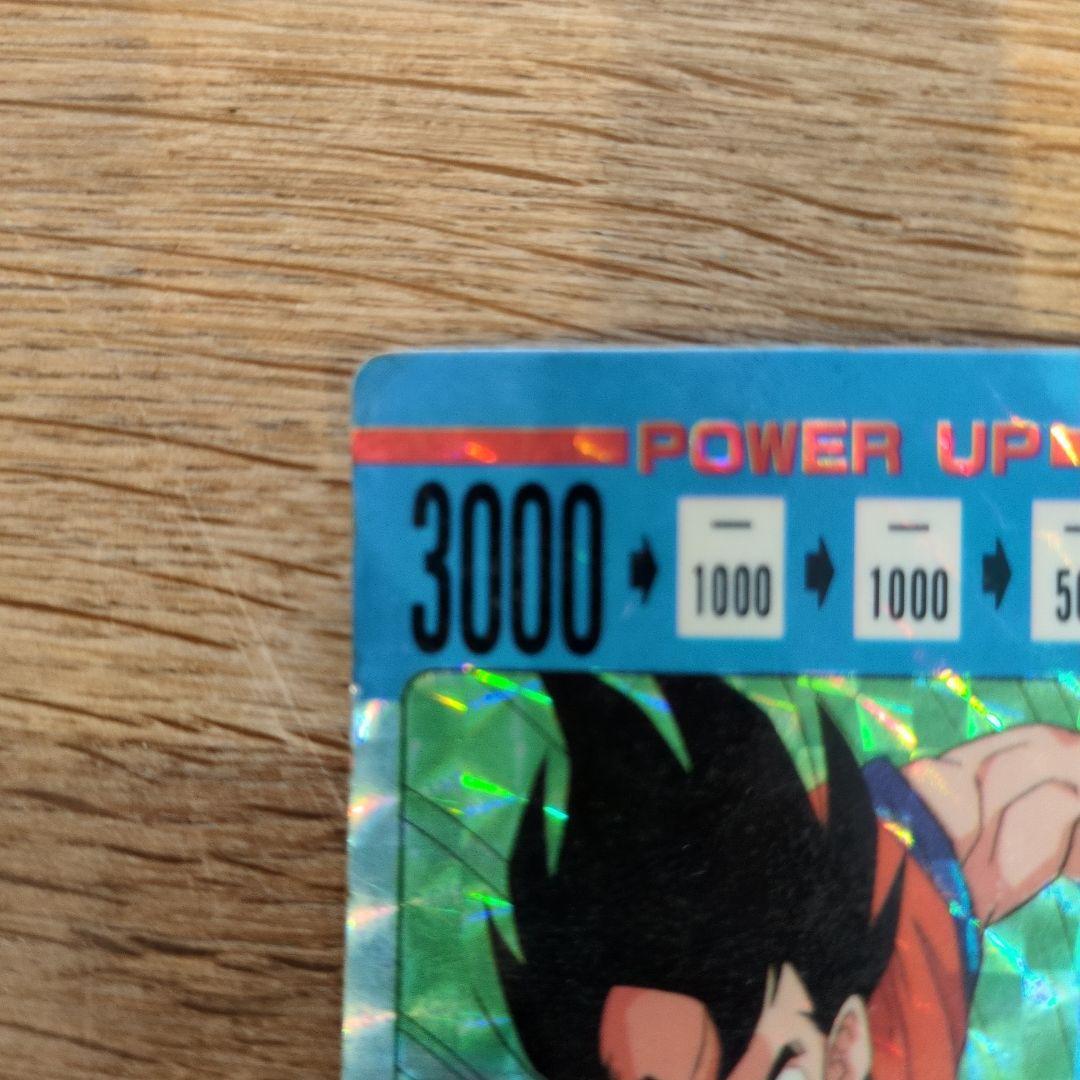 POWER UP
3000 ➡ – 1000 ➡ – 1000 ➡ –